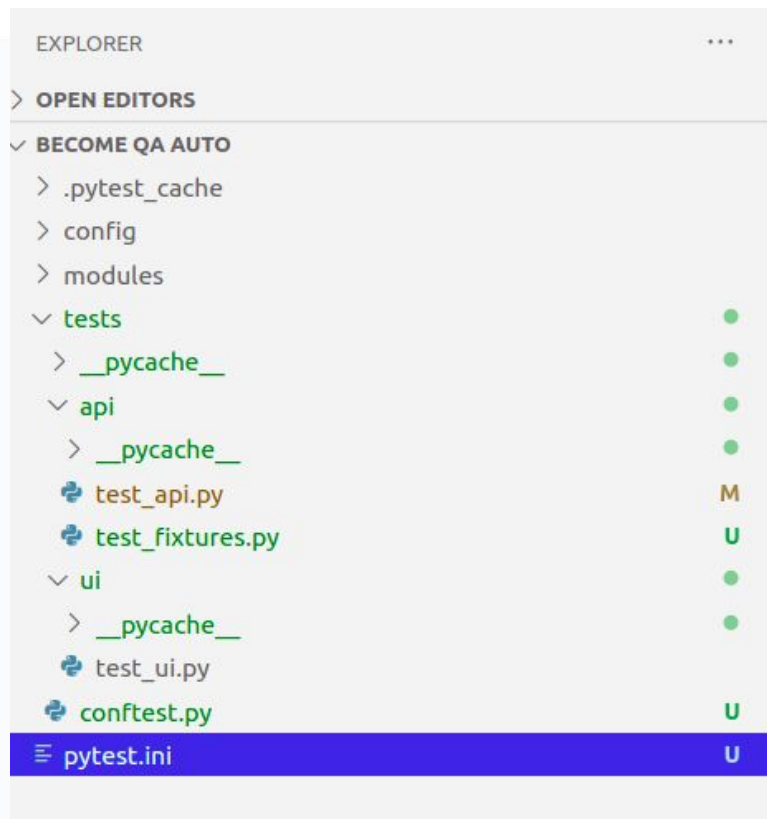 EXPLORER ...
OPEN EDITORS
BECOME QA AUTO
.pytest_cache
config
modules
tests
__pycache__
api
__pycache__
test_api.py M
test_fixtures.py U
ui
__pycache__
test_ui.py
conftest.py U
pytest.ini U